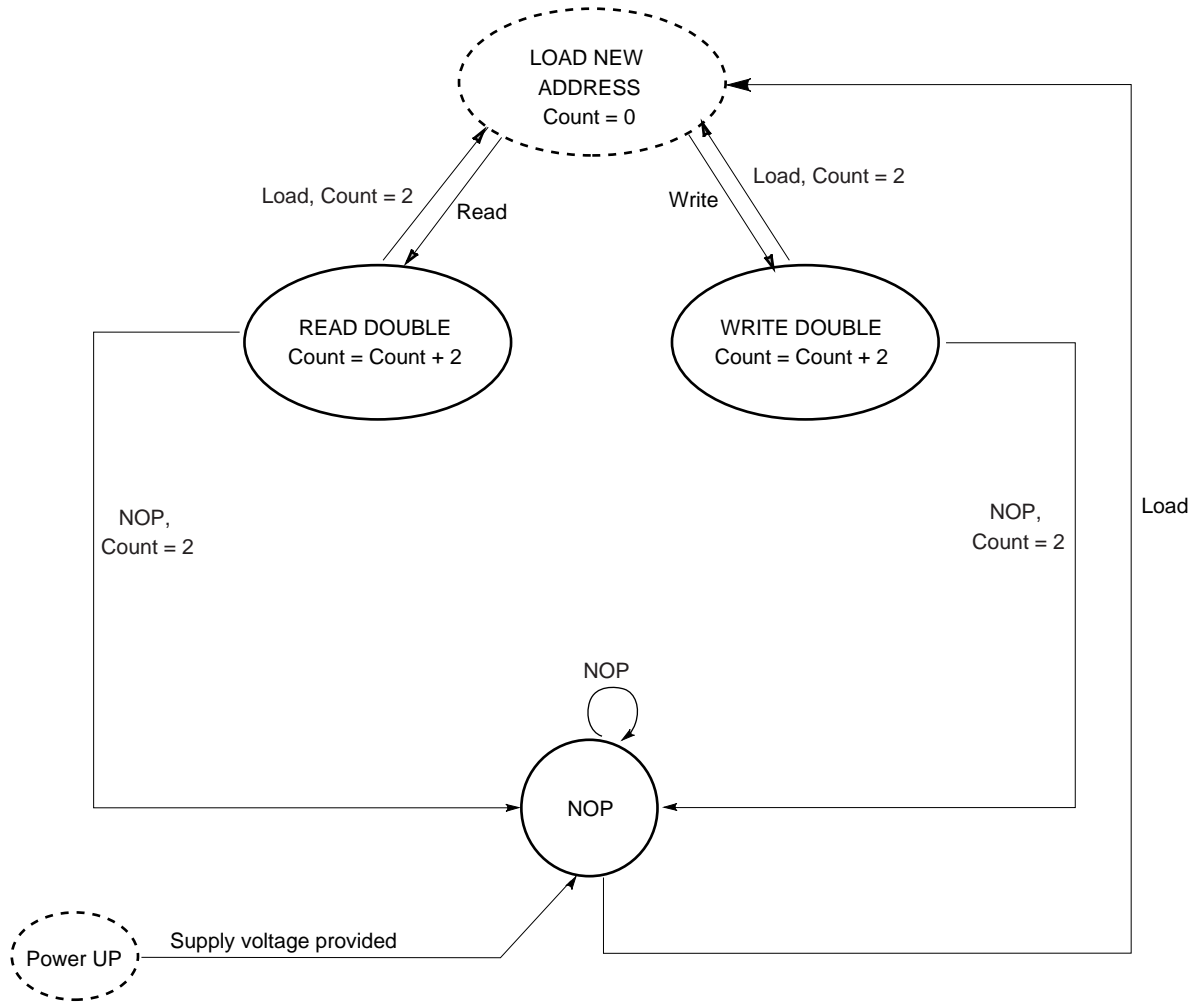 LOAD NEW
ADDRESS
Count = 0
Load, Count = 2
Read
Write
Load, Count = 2
READ DOUBLE
Count = Count + 2
WRITE DOUBLE
Count = Count + 2
NOP,
Count = 2
NOP,
Count = 2
Load
NOP
NOP
Supply voltage provided
Power UP